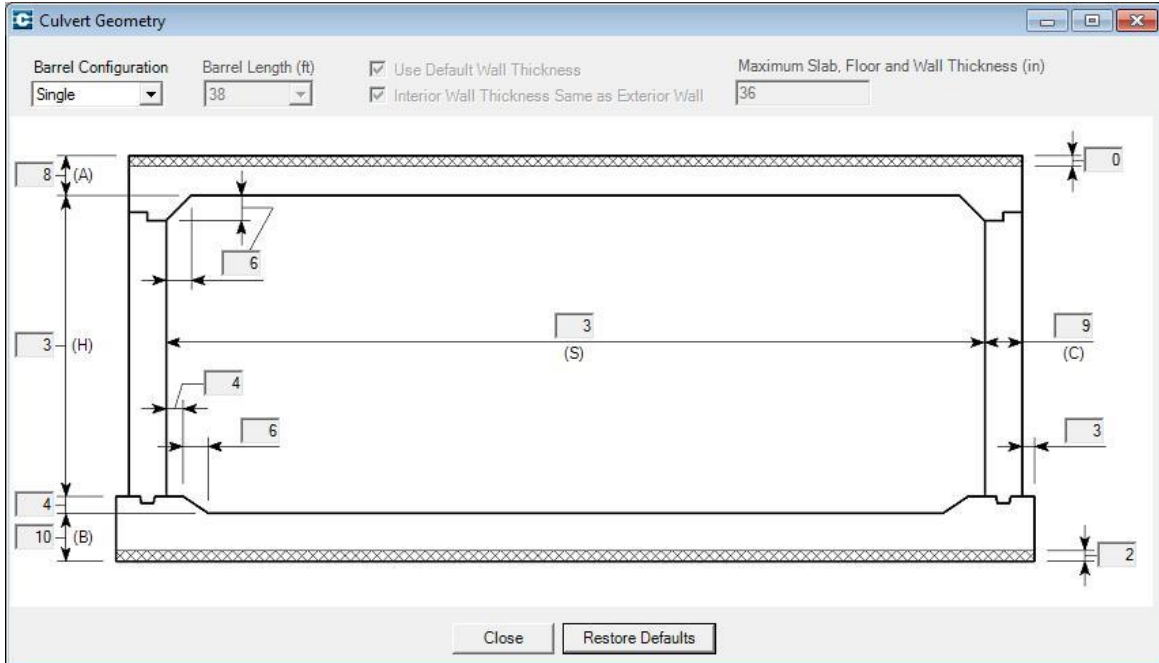 Culvert Geometry
Barrel Configuration
Barrel Length (ft)
Use Default Wall Thickness
Maximum Slab, Floor and Wall Thickness (in)
Single
38
Interior Wall Thickness Same as Exterior Wall
36
8 (A)
0
6
3 (H)
3
(S)
9
(C)
4
6
3
4
10 (B)
2
Close
Restore Defaults